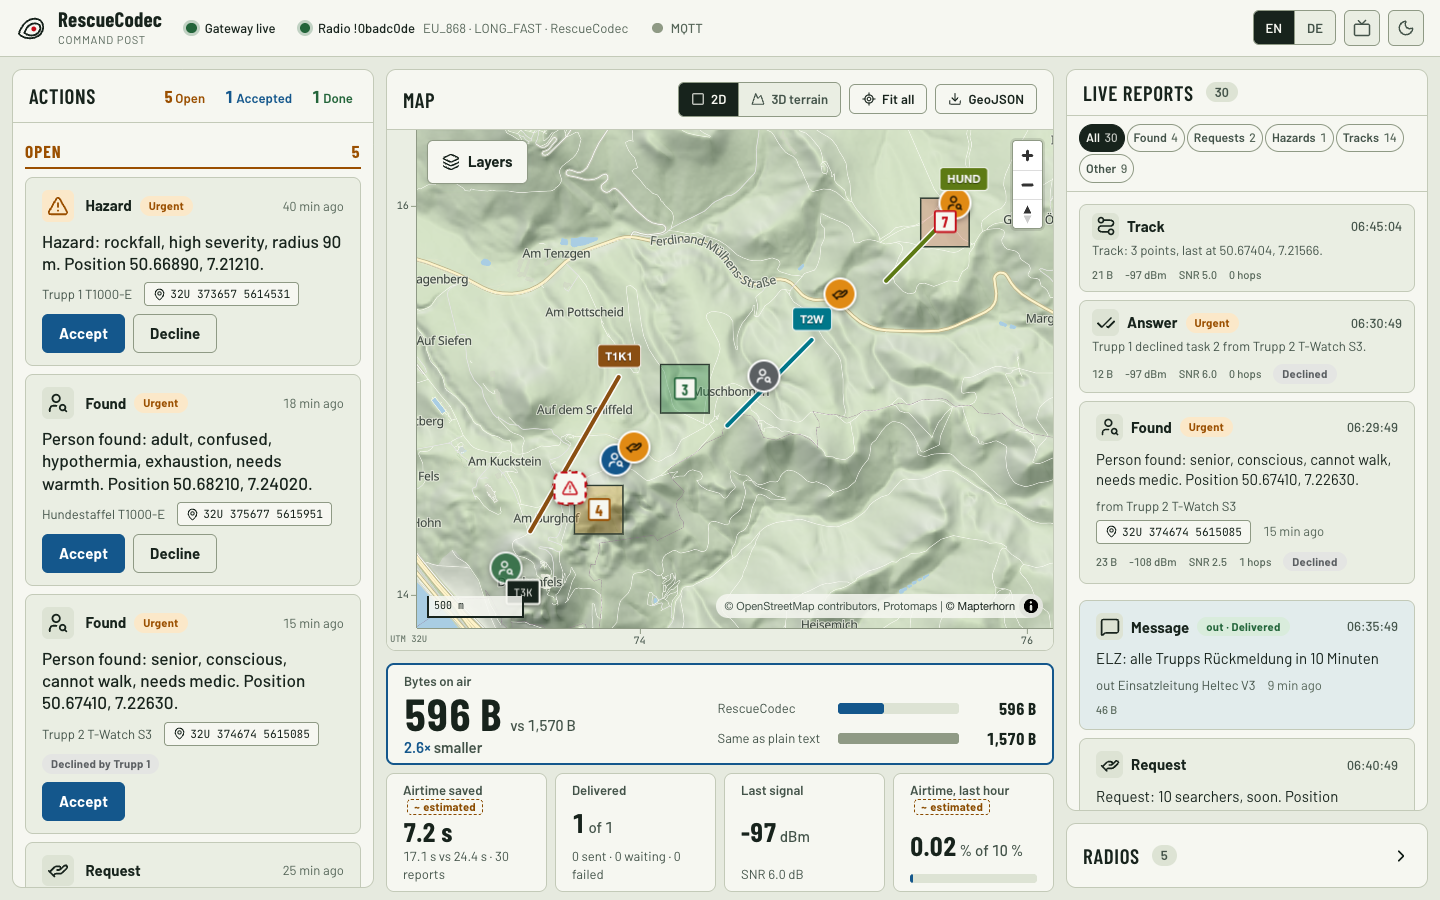 RescueCodec
COMMAND POST
Gateway live
Radio !0badc0de EU_868 · LONG_FAST · RescueCodec
MQTT
EN
DE
ACTIONS
5 Open
1 Accepted
1 Done
OPEN
5
Hazard
Urgent
40 min ago
Hazard: rockfall, high severity, radius 90
m. Position 50.66890, 7.21210.
Trupp 1 T1000-E
32U 373657 5614531
Accept
Decline
Found
Urgent
18 min ago
Person found: adult, confused,
hypothermia, exhaustion, needs
warmth. Position 50.68210, 7.24020.
Hundestaffel T1000-E
32U 375677 5615951
Accept
Decline
Found
Urgent
15 min ago
Person found: senior, conscious,
cannot walk, needs medic. Position
50.67410, 7.22630.
Trupp 2 T-Watch S3
32U 374674 5615085
Declined by Trupp 1
Accept
Request
25 min ago
MAP
2D
3D terrain
Fit all
GeoJSON
Layers
16
14
UTM 32U
74
76
HUND
7
Am Tenzgen
Ferdinand-Mülhens-Straße
agenberg
Am Pottscheid
T2W
Marg
Auf Siefen
T1K1
3
Auf dem Schiffeld
berg
Am Kuckstein
Fels
4
Am Burghof
Hohn
T3K
500 m
© OpenStreetMap contributors, Protomaps | © Mapterhorn
Heisemich
Bytes on air
596 B vs 1,570 B
2.6× smaller
RescueCodec
596 B
Same as plain text
1,570 B
Airtime saved
~ estimated
7.2 s
17.1 s vs 24.4 s · 30
reports
Delivered
1 of 1
0 sent · 0 waiting · 0
failed
Last signal
-97 dBm
SNR 6.0 dB
Airtime, last hour
~ estimated
0.02 % of 10 %
LIVE REPORTS
30
All 30
Found 4
Requests 2
Hazards 1
Tracks 14
Other 9
Track
06:45:04
Track: 3 points, last at 50.67404, 7.21566.
21 B -97 dBm SNR 5.0 0 hops
Answer
Urgent
06:30:49
Trupp 1 declined task 2 from Trupp 2 T-Watch S3.
12 B -97 dBm SNR 6.0 0 hops Declined
Found
Urgent
06:29:49
Person found: senior, conscious, cannot walk,
needs medic. Position 50.67410, 7.22630.
from Trupp 2 T-Watch S3
32U 374674 5615085
15 min ago
23 B -108 dBm SNR 2.5 1 hops Declined
Message
out · Delivered
06:35:49
ELZ: alle Trupps Rückmeldung in 10 Minuten
out Einsatzleitung Heltec V3 9 min ago
46 B
Request
06:40:49
Request: 10 searchers, soon. Position
RADIOS
5